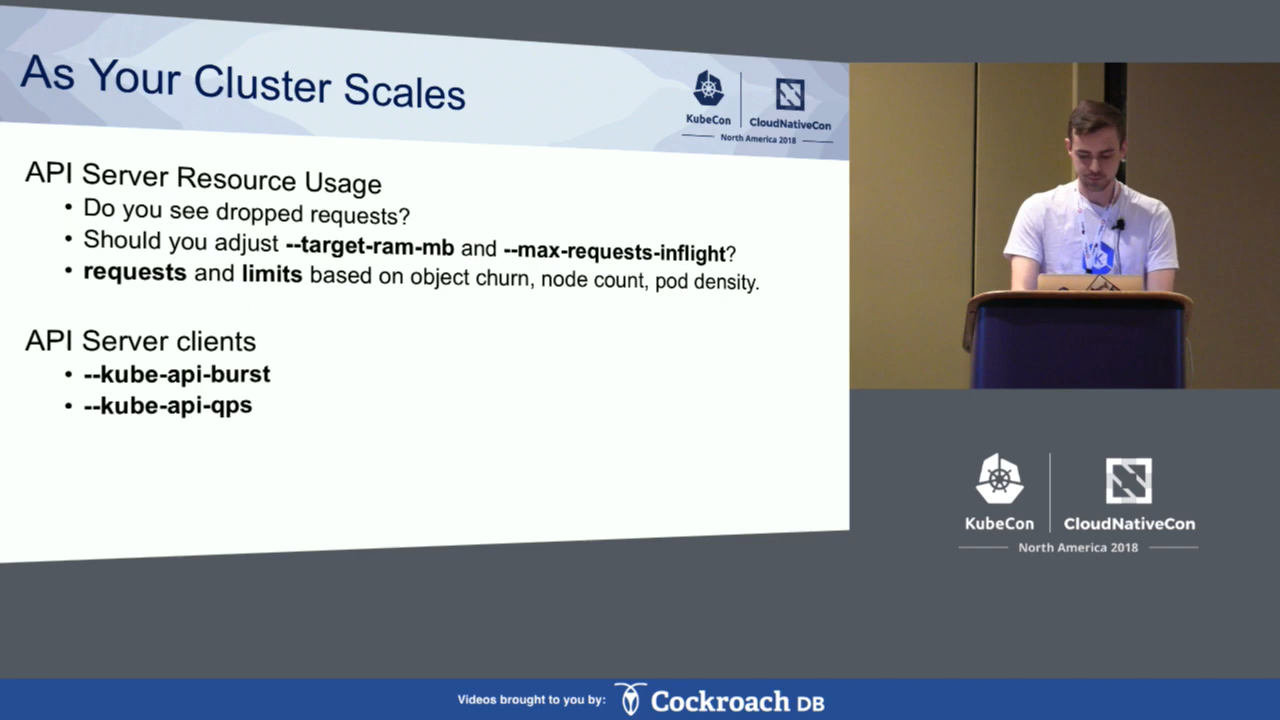 As Your Cluster Scales
KubeCon
CloudNativeCon
North America 2018
API Server Resource Usage
• Do you see dropped requests?
• Should you adjust --target-ram-mb and --max-requests-inflight?
• requests and limits based on object churn, node count, pod density.
API Server clients
• --kube-api-burst
• --kube-api-qps
KubeCon
CloudNativeCon
North America 2018
Videos brought to you by:
Cockroach DB